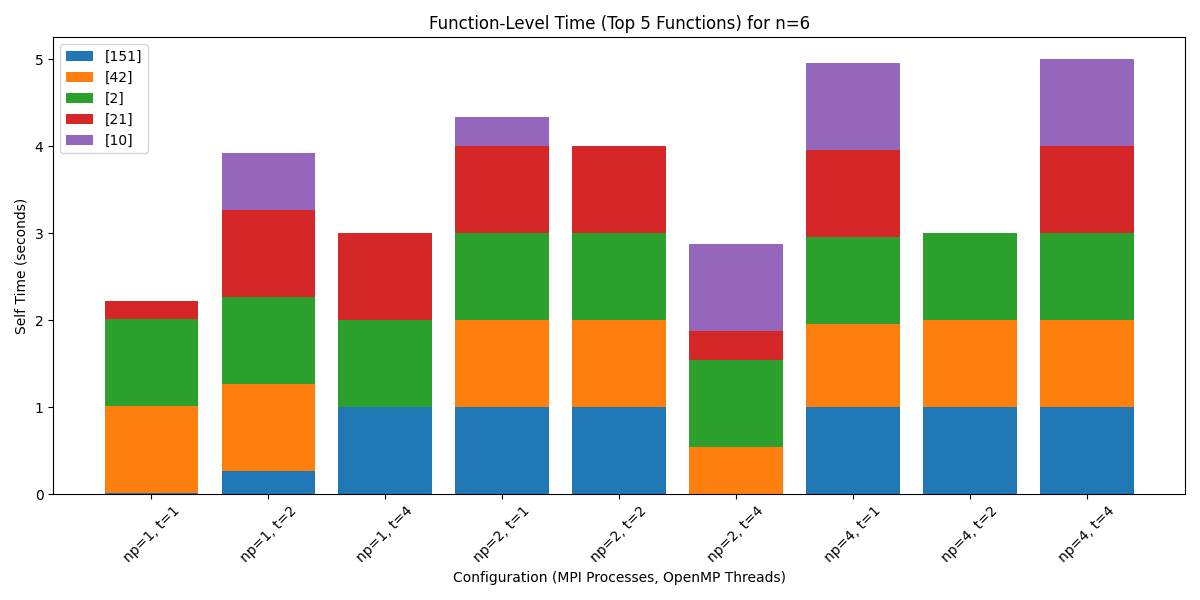 Function-Level Time (Top 5 Functions) for n=6
[151]
[42]
[2]
[21]
[10]
Self Time (seconds)
5
4
3
2
1
0
np=1, t=1
np=1, t=2
np=1, t=4
np=2, t=1
np=2, t=2
np=2, t=4
np=4, t=1
np=4, t=2
np=4, t=4
Configuration (MPI Processes, OpenMP Threads)